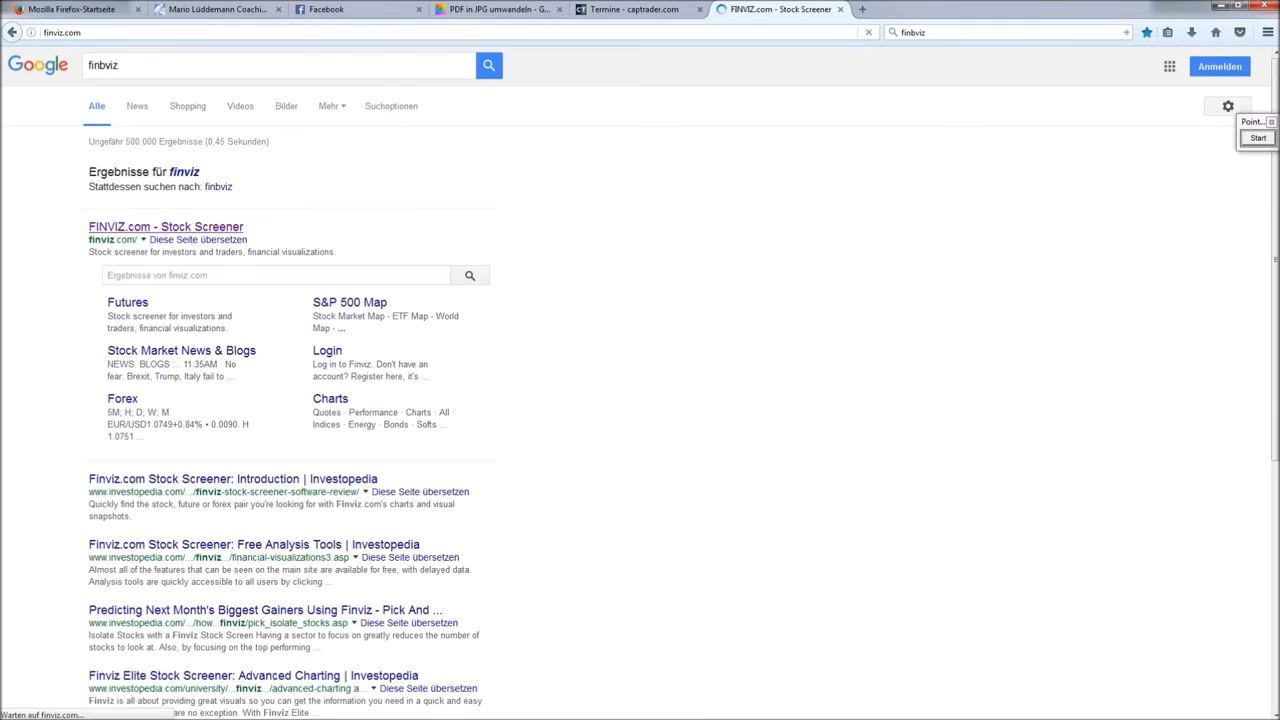 Mozilla Firefox-Startseite
Mario Lüddemann Coachi...
Facebook
PDF in JPG umwandeln - G...
CT Termine - captrader.com
FINVIZ.com - Stock Screener
finviz.com
finbviz
Google
finbviz
Anmelden
Alle
News
Shopping
Videos
Bilder
Mehr
Suchoptionen
Point...
Start
Ungefähr 500.000 Ergebnisse (0,45 Sekunden)
Ergebnisse für finviz
Stattdessen suchen nach: finbviz
FINVIZ.com - Stock Screener
finviz.com/ Diese Seite übersetzen
Stock screener for investors and traders, financial visualizations.
Ergebnisse von finviz.com
Futures
Stock screener for investors and
traders, financial visualizations.
S&P 500 Map
Stock Market Map - ETF Map - World
Map - ...
Stock Market News & Blogs
NEWS. BLOGS ... 11:35AM · No
fear: Brexit, Trump, Italy fail to ...
Login
Log in to Finviz. Don't have an
account? Register here, it's ...
Forex
5M; H; D; W; M.
EUR/USD1.0749+0.84% • 0.0090. H
1.0751 ...
Charts
Quotes · Performance · Charts · All ·
Indices · Energy · Bonds · Softs ...
Finviz.com Stock Screener: Introduction | Investopedia
www.investopedia.com/.../finviz-stock-screener-software-review/ Diese Seite übersetzen
Quickly find the stock, future or forex pair you're looking for with Finviz.com's charts and visual
snapshots.
Finviz.com Stock Screener: Free Analysis Tools | Investopedia
www.investopedia.com/.../finviz.../financial-visualizations3.asp Diese Seite übersetzen
Almost all of the features that can be seen on the main site are available for free, with delayed data.
Analysis tools are quickly accessible to all users by clicking ...
Predicting Next Month's Biggest Gainers Using Finviz - Pick And ...
www.investopedia.com/...how...finviz/pick_isolate_stocks.asp Diese Seite übersetzen
Isolate Stocks with a Finviz Stock Screen Having a sector to focus on greatly reduces the number of
stocks to look at. Also, by focusing on the top performing ...
Finviz Elite Stock Screener: Advanced Charting | Investopedia
www.investopedia.com/university/...finviz.../advanced-charting.a... Diese Seite übersetzen
Finviz is all about providing great visuals so you can get the information you need in a quick and easy
are no exception. With Finviz Elite ...
Warten auf finviz.com...